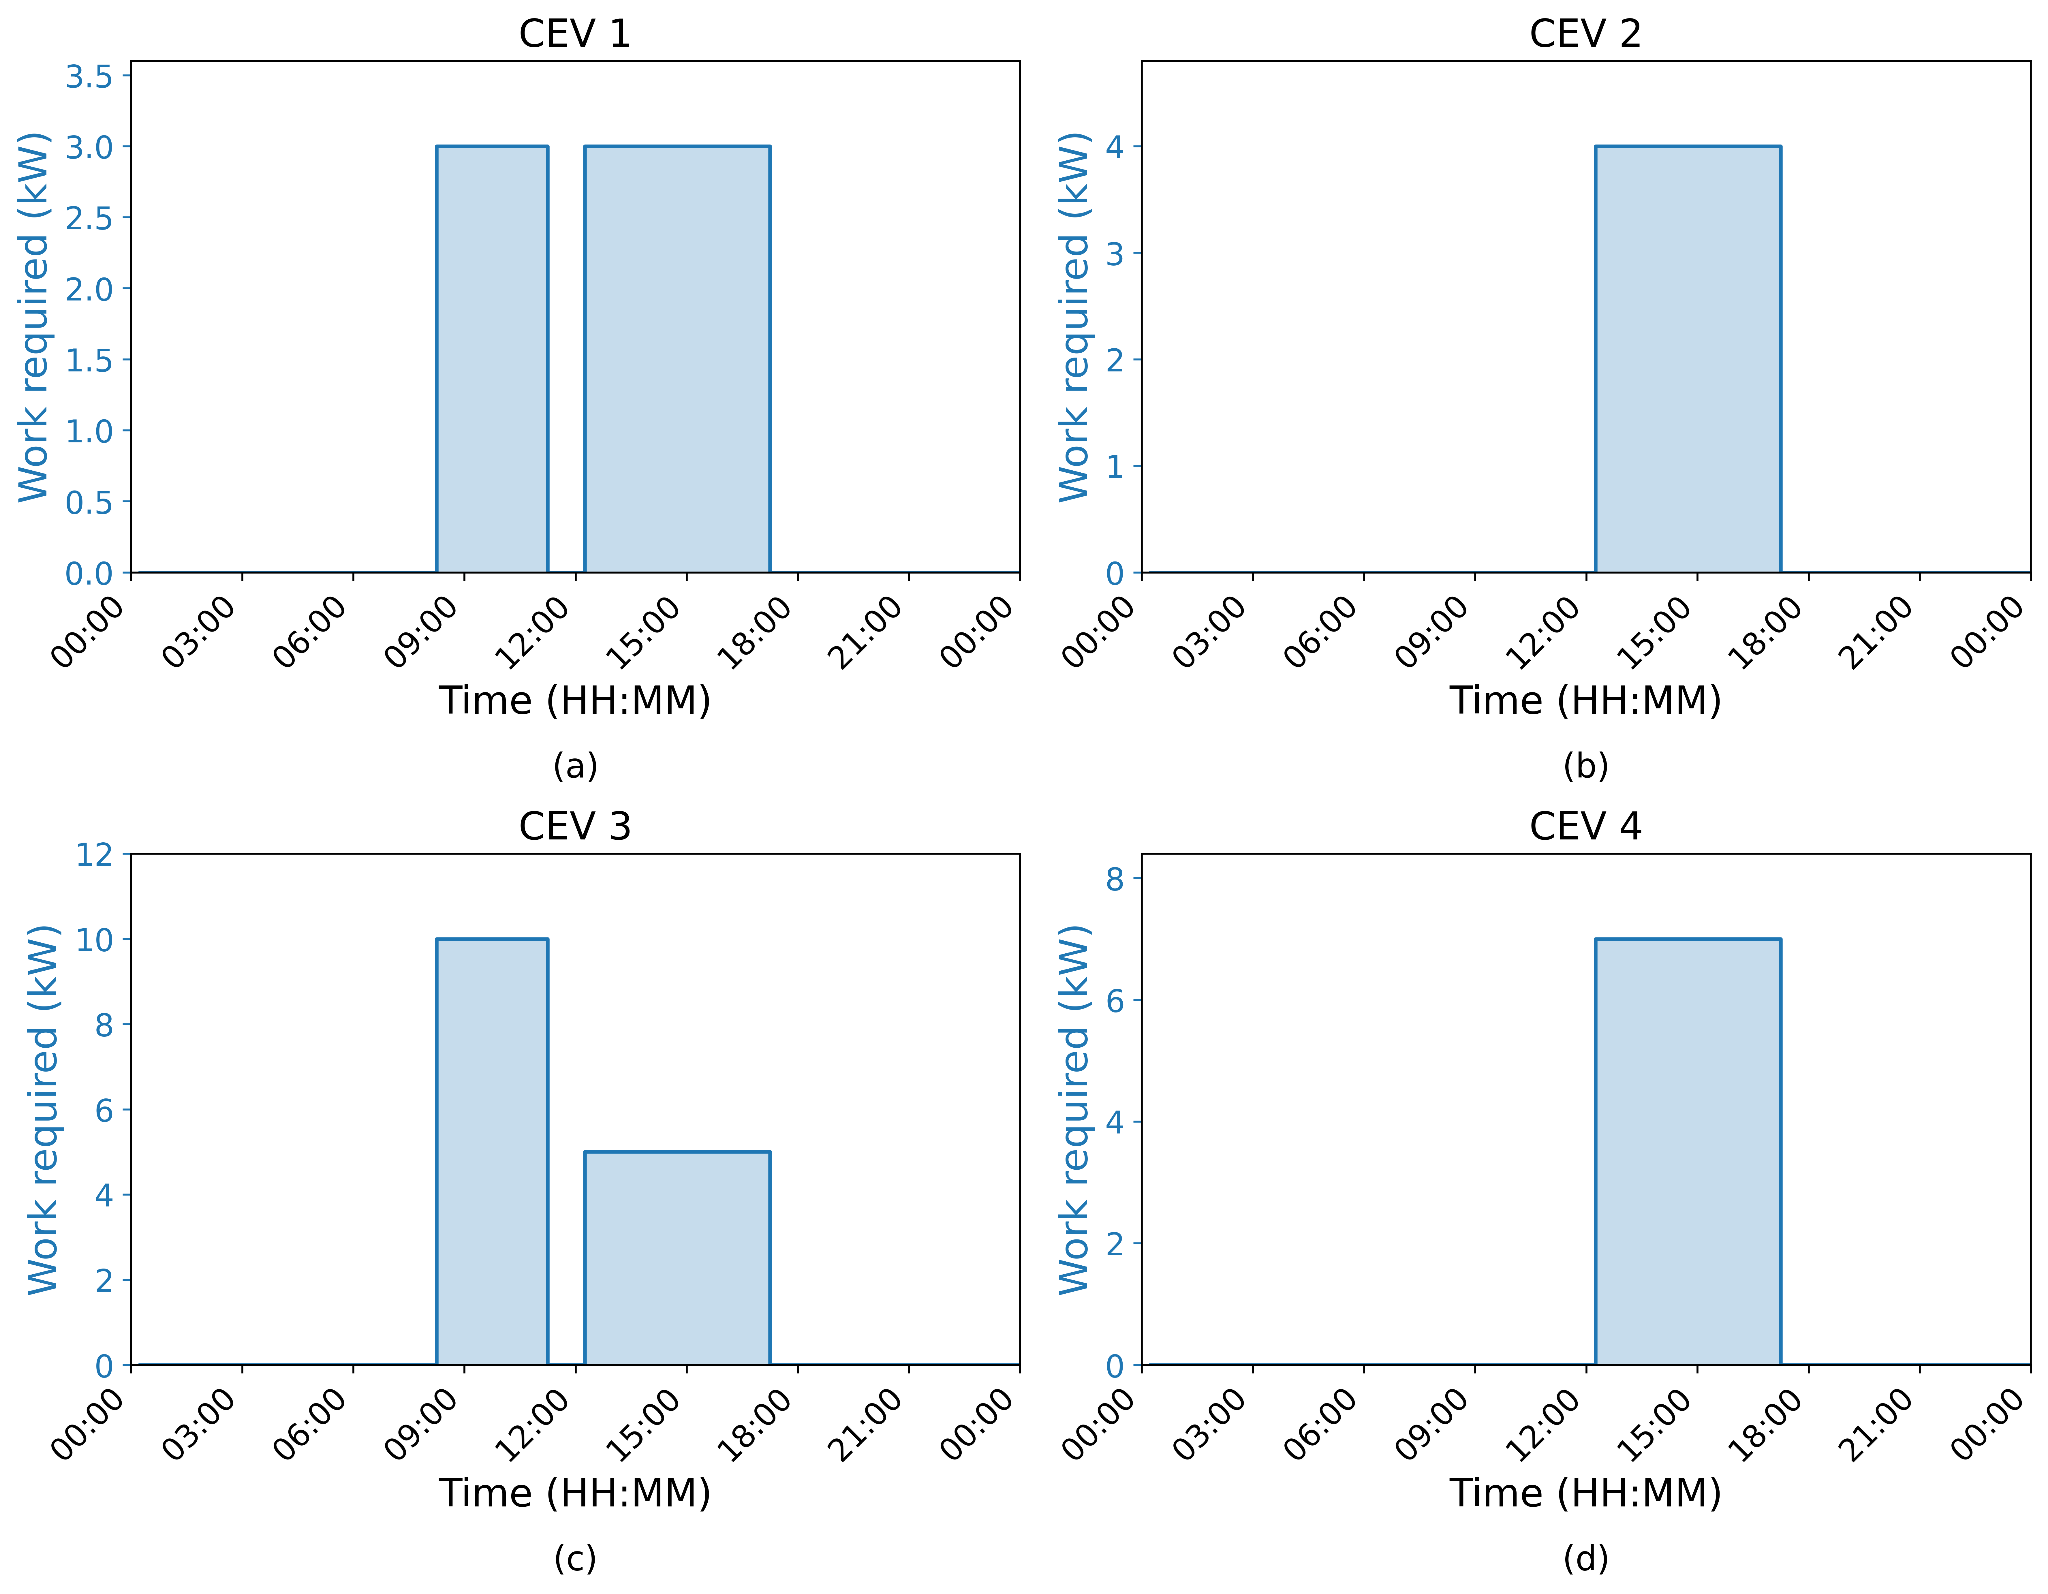 CEV 1
Work required (kW)
3.5
3.0
2.5
2.0
1.5
1.0
0.5
0.0
00:00 03:00 06:00 09:00 12:00 15:00 18:00 21:00 00:00
Time (HH:MM)
(a)
CEV 2
Work required (kW)
4
3
2
1
0
00:00 03:00 06:00 09:00 12:00 15:00 18:00 21:00 00:00
Time (HH:MM)
(b)
CEV 3
Work required (kW)
12
10
8
6
4
2
0
00:00 03:00 06:00 09:00 12:00 15:00 18:00 21:00 00:00
Time (HH:MM)
(c)
CEV 4
Work required (kW)
8
6
4
2
0
00:00 03:00 06:00 09:00 12:00 15:00 18:00 21:00 00:00
Time (HH:MM)
(d)